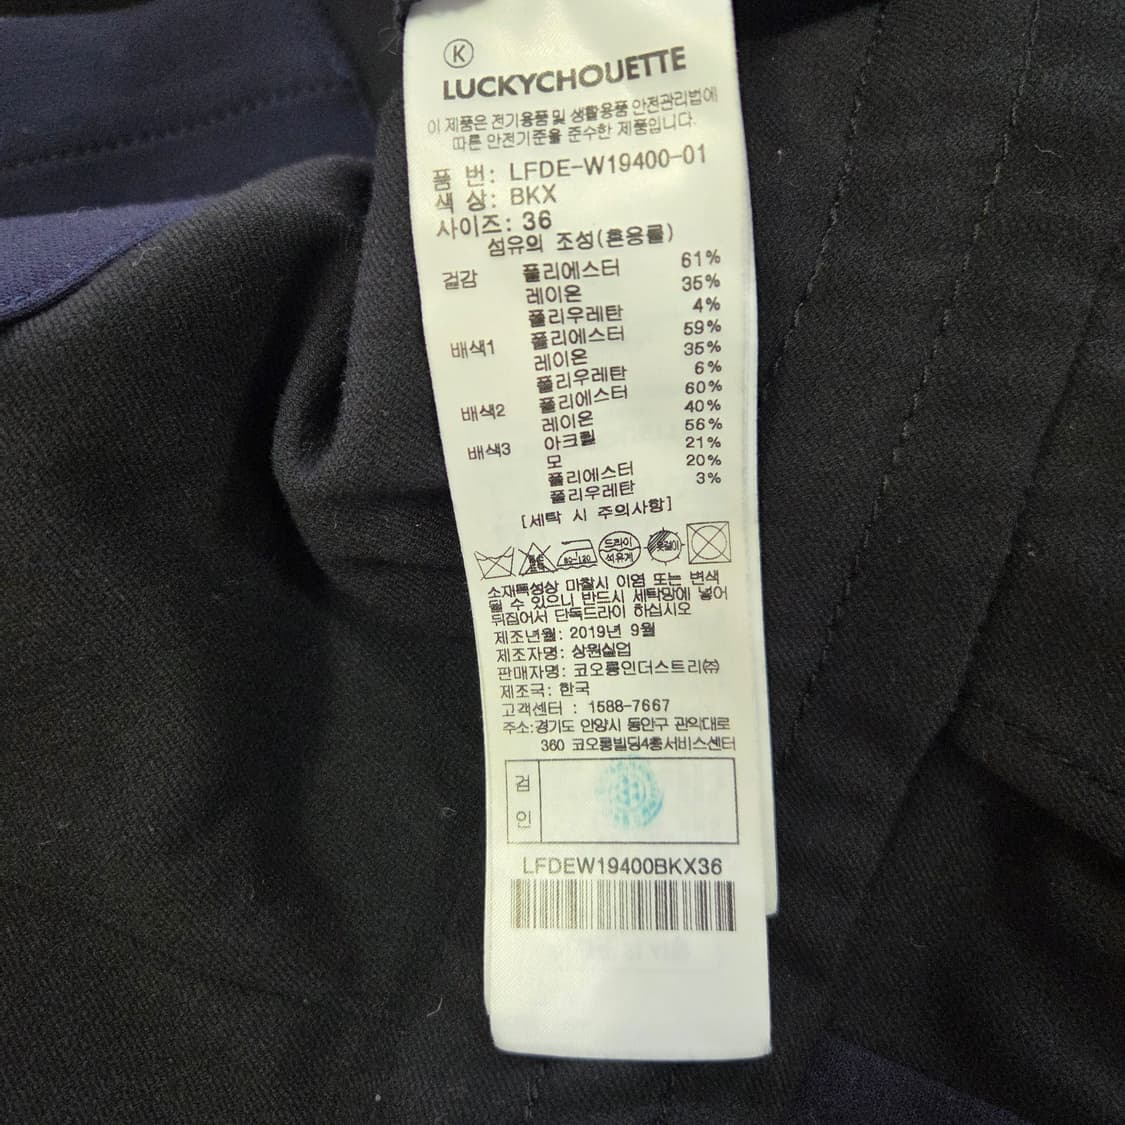 K
LUCKYCHOUETTE
이 제품은 전기용품 및 생활용품 안전관리법에
따른 안전기준을 준수한 제품입니다.
품 번: LFDE-W19400-01
색 상: BKX
사이즈: 36
섬유의 조성(혼용률)
겉감 폴리에스터 61%
레이온 35%
폴리우레탄 4%
배색1 폴리에스터 59%
레이온 35%
폴리우레탄 6%
배색2 폴리에스터 60%
레이온 40%
배색3 아크릴 56%
모 21%
폴리에스터 20%
폴리우레탄 3%
[세탁 시 주의사항]
드라이
석유계
옷걸이
80~120
소재특성상 마찰시 이염 또는 변색
될 수 있으니 반드시 세탁망에 넣어
뒤집어서 단독드라이 하십시오
제조년월: 2019년 9월
제조자명: 상원실업
판매자명: 코오롱인더스트리㈜
제조국: 한국
고객센터 : 1588-7667
주소:경기도 안양시 동안구 관악대로
360 코오롱빌딩4층서비스센터
검
인
LFDEW19400BKX36